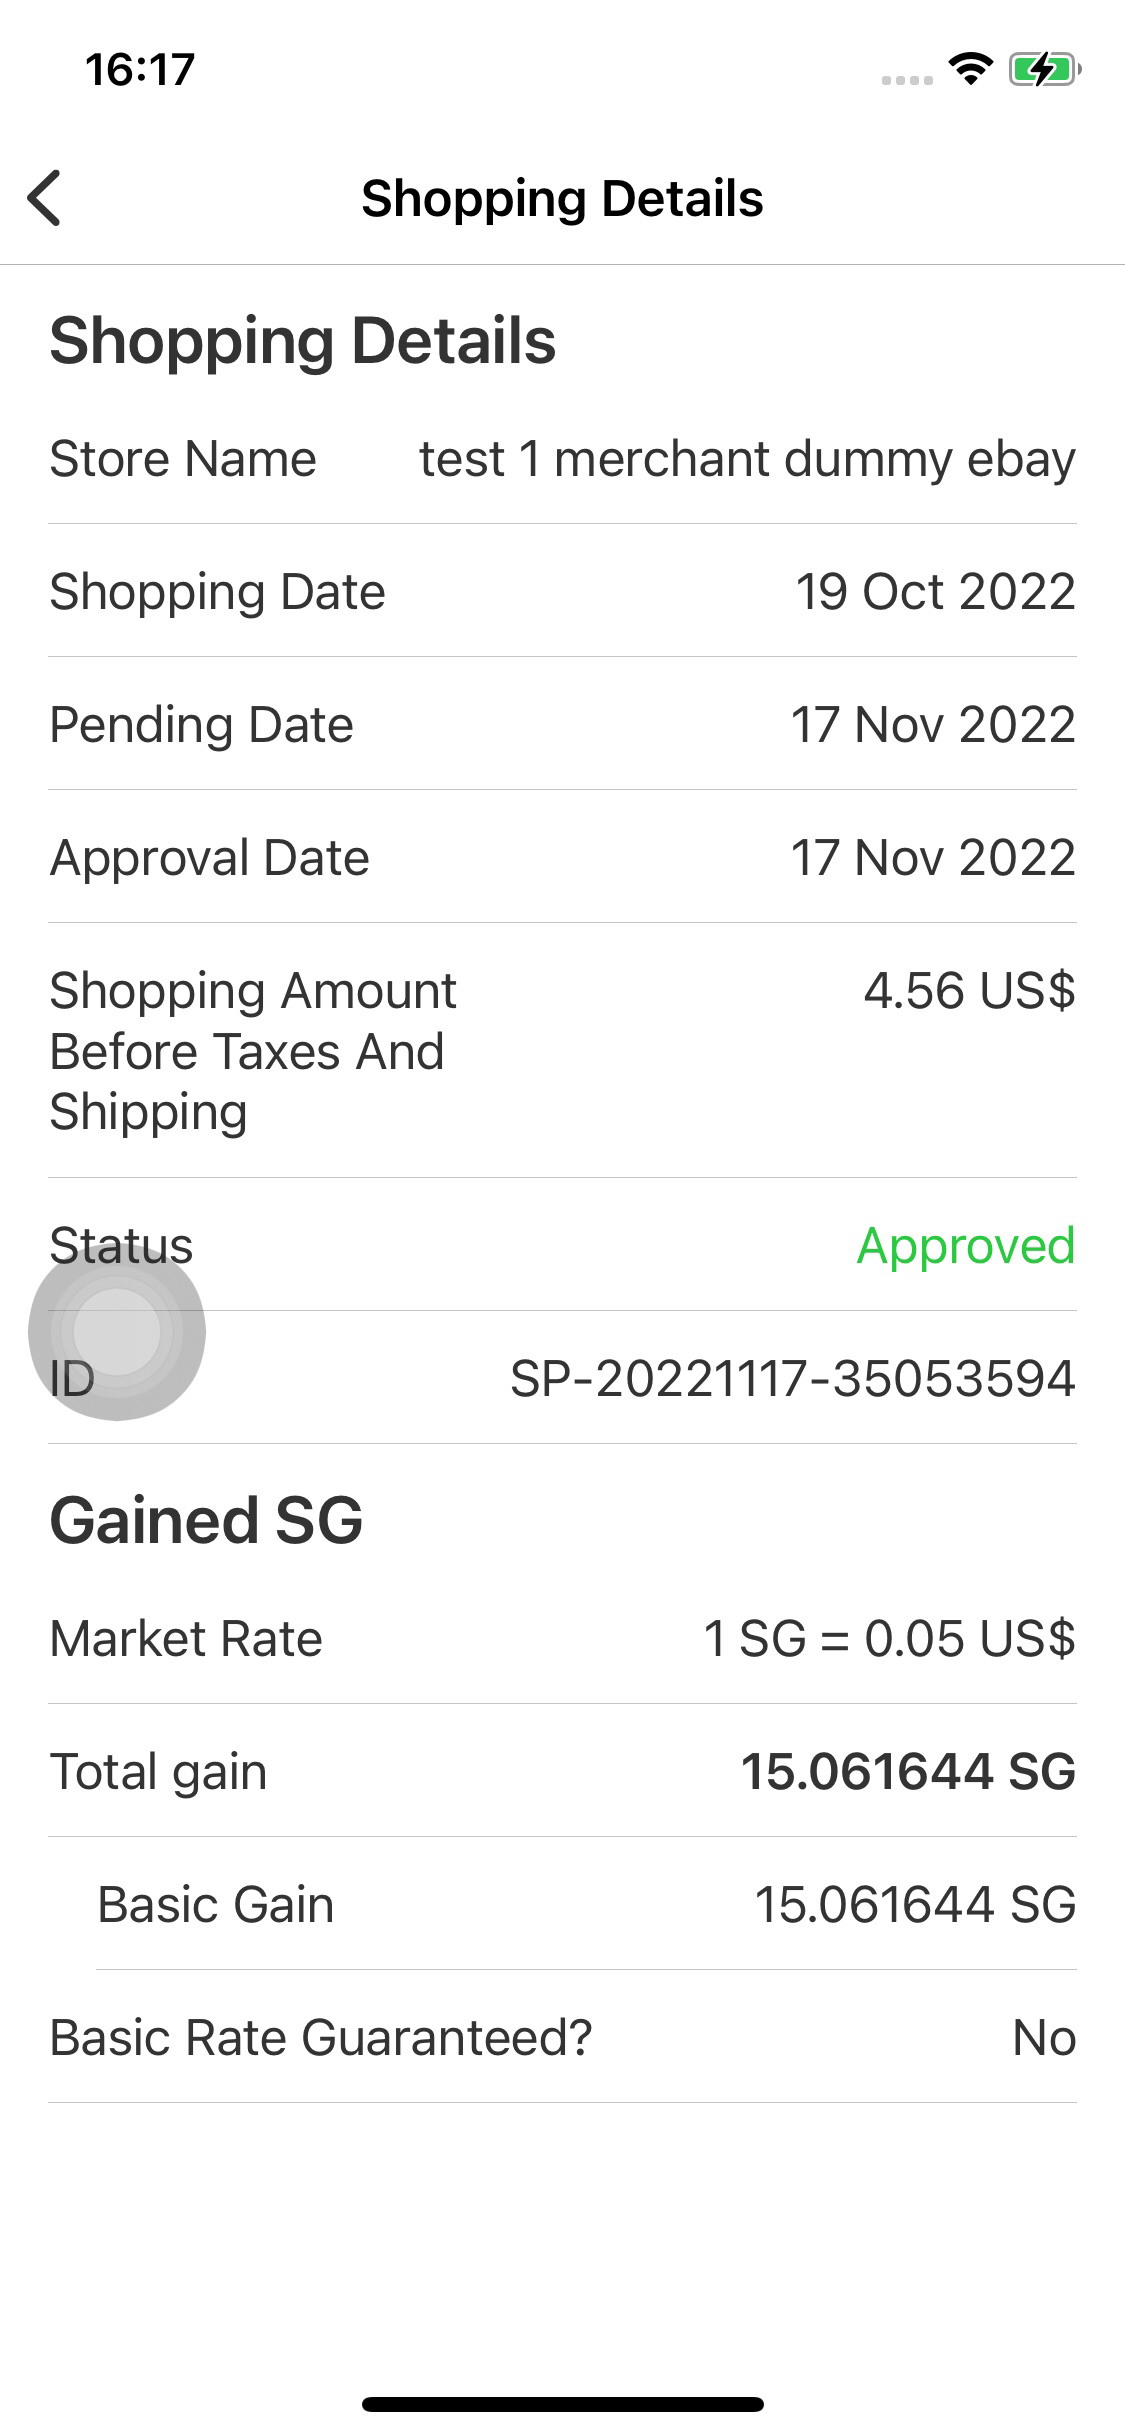 16:17
Shopping Details
Shopping Details
Store Name test 1 merchant dummy ebay
Shopping Date 19 Oct 2022
Pending Date 17 Nov 2022
Approval Date 17 Nov 2022
Shopping Amount 4.56 US$
Before Taxes And
Shipping
Status Approved
ID SP-20221117-35053594
Gained SG
Market Rate 1 SG = 0.05 US$
Total gain 15.061644 SG
Basic Gain 15.061644 SG
Basic Rate Guaranteed? No